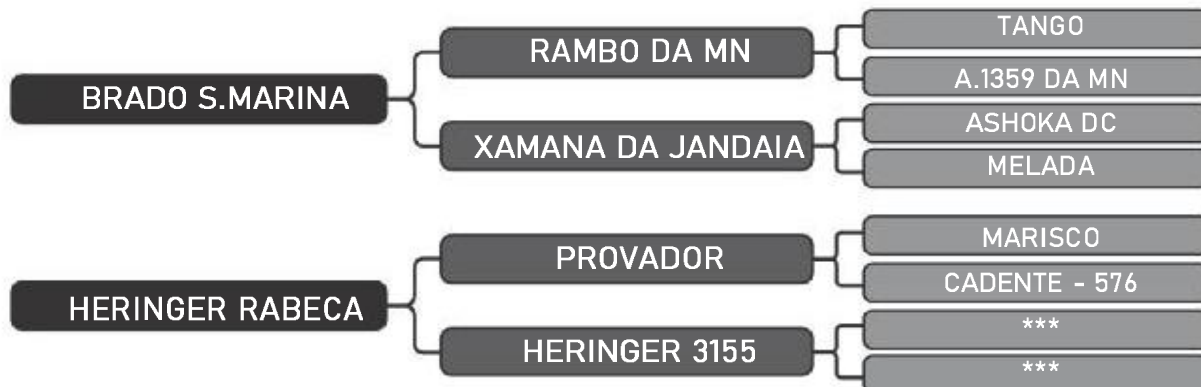 TANGO
RAMBO DA MN
A.1359 DA MN
BRADO S.MARINA
ASHOKA DC
XAMANA DA JANDAIA
MELADA
MARISCO
PROVADOR
CADENTE - 576
HERINGER RABECA
***
HERINGER 3155
***